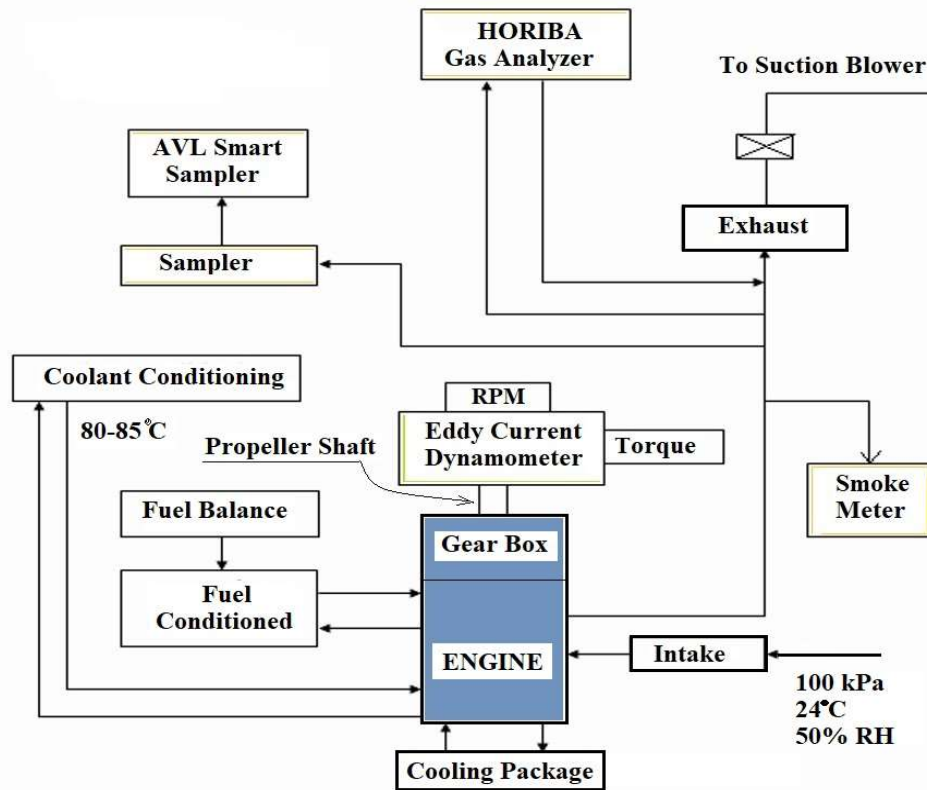 HORIBA
Gas Analyzer
To Suction Blower
AVL Smart
Sampler
Exhaust
Sampler
Coolant Conditioning
RPM
80-85°C
Eddy Current
Dynamometer
Propeller Shaft
Torque
Smoke
Meter
Fuel Balance
Gear Box
Fuel
Conditioned
ENGINE
Intake
100 kPa
24°C
50% RH
Cooling Package